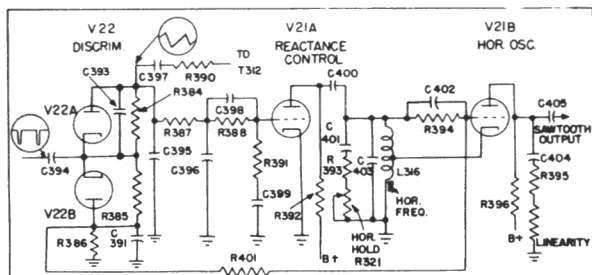 V22
DISCRIM.
V21A
REACTANCE
CONTROL
V21B
HOR. OSC.
C393
C397
R390
TO
T312
C400
C402
R384
V22A
C398
R394
C405
SAWTOOTH
OUTPUT
C394
R387
R388
C
401
C395
C396
R391
R
393
C
403
L316
C404
R395
V22B
R385
C399
R392
HOR.
FREQ.
R396
R386
C
391
HOR.
HOLD
R321
B+
B+
LINEARITY
R401